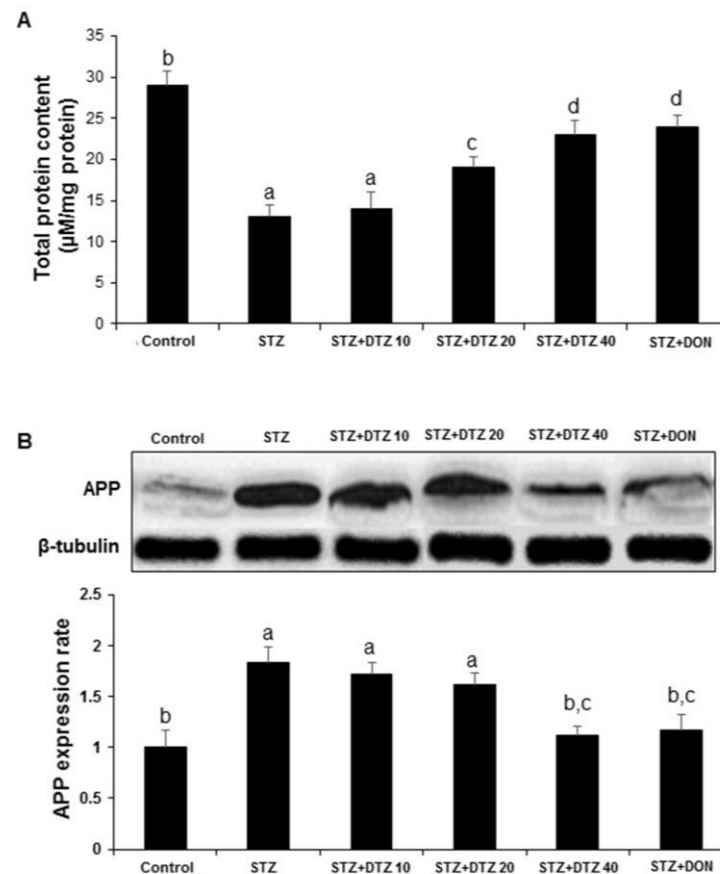 A
Total protein content
(µM/mg protein)
35
30
25
20
15
10
5
0
b
a
a
c
d
d
Control STZ STZ+DTZ 10 STZ+DTZ 20 STZ+DTZ 40 STZ+DON
B
Control STZ STZ+DTZ 10 STZ+DTZ 20 STZ+DTZ 40 STZ+DON
APP
β-tubulin
APP expression rate
2.5
2
1.5
1
0.5
0
b
a
a
a
b,c
b,c
Control STZ STZ+DTZ 10 STZ+DTZ 20 STZ+DTZ 40 STZ+DON